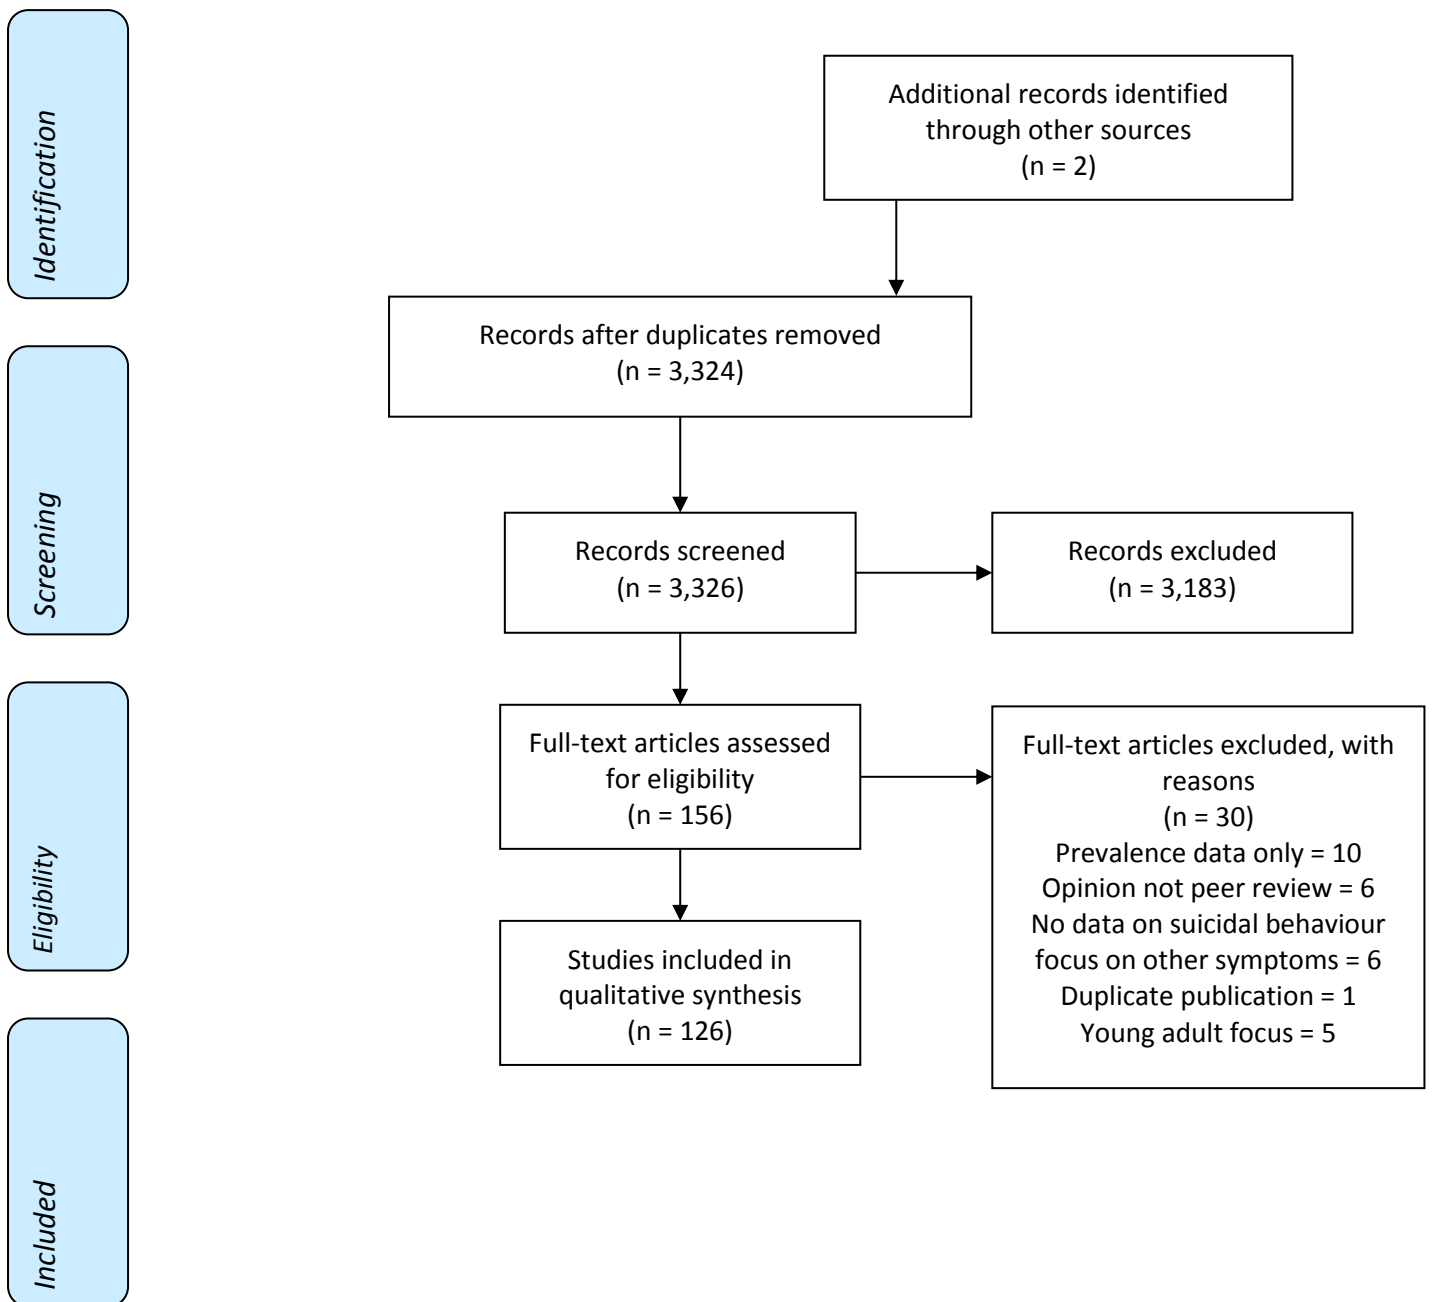 Identification
Additional records identified
through other sources
(n = 2)
Records after duplicates removed
(n = 3,324)
Screening
Records screened
(n = 3,326)
Records excluded
(n = 3,183)
Eligibility
Full-text articles assessed
for eligibility
(n = 156)
Full-text articles excluded, with
reasons
(n = 30)
Prevalence data only = 10
Opinion not peer review = 6
No data on suicidal behaviour
focus on other symptoms = 6
Duplicate publication = 1
Young adult focus = 5
Studies included in
qualitative synthesis
(n = 126)
Included